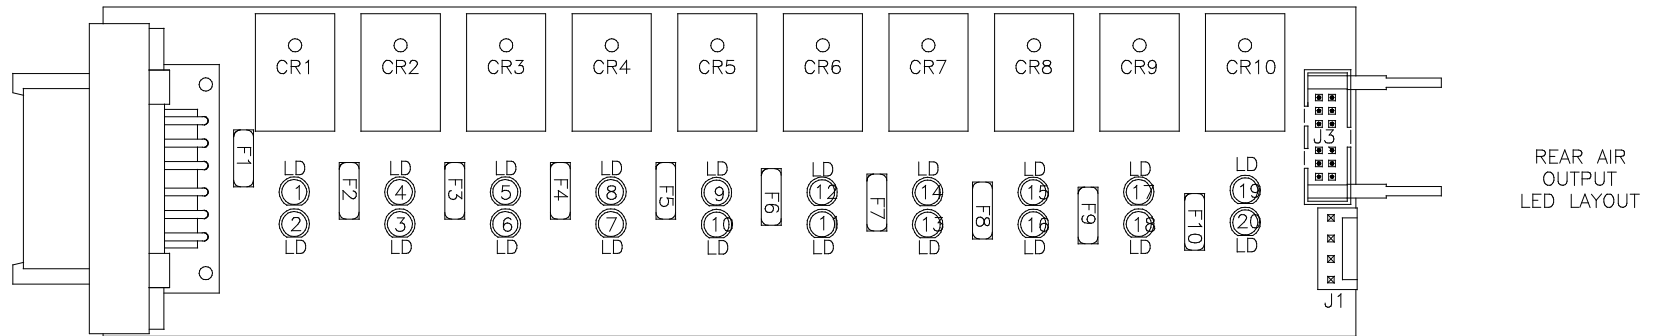 CR1 CR2 CR3 CR4 CR5 CR6 CR7 CR8 CR9 CR10
J3
F1 F2 F3 F4 F5 F6 F7 F8 F9 F10
LD LD LD LD LD LD LD LD LD LD
1 4 5 8 9 12 14 15 17 19
2 3 6 7 10 11 13 16 18 20
LD LD LD LD LD LD LD LD LD LD
J1
REAR AIR
OUTPUT
LED LAYOUT